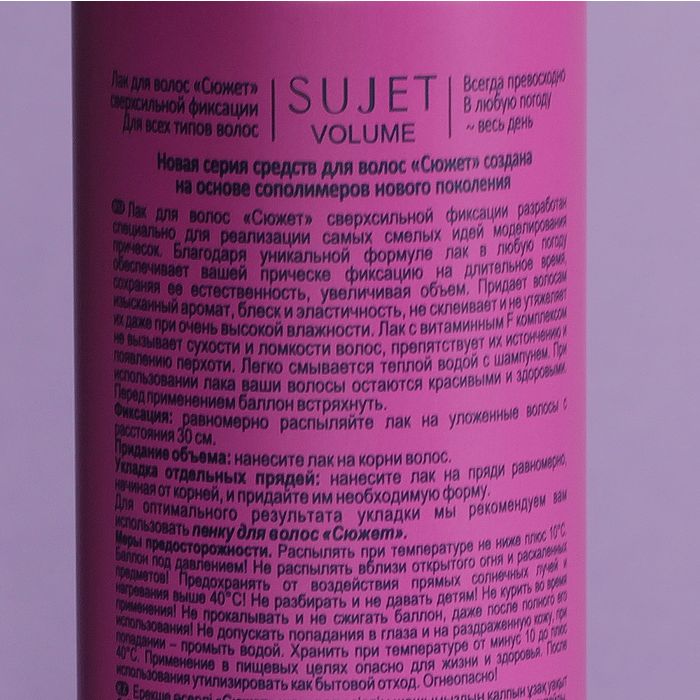 Лак для волос «Сюжет»
сверхсильной фиксации
Для всех типов волос
SUJET
VOLUME
Всегда превосходно
В любую погоду
~ весь день
Новая серия средств для волос «Сюжет» создана
на основе сополимеров нового поколения
Лак для волос «Сюжет» сверхсильной фиксации разработан
специально для реализации самых смелых идей моделирования
причесок. Благодаря уникальной формуле лак в любую погоду
обеспечивает вашей прическе фиксацию на длительное время,
сохраняя ее естественность, увеличивая объем. Придает волосам
изысканный аромат, блеск и эластичность, не склеивает и не утяжеляет
их даже при очень высокой влажности. Лак с витаминным F комплексом
не вызывает сухости и ломкости волос, препятствует их истончению и
появлению перхоти. Легко смывается теплой водой с шампунем. При
использовании лака ваши волосы остаются красивыми и здоровыми.
Перед применением баллон встряхнуть.
Фиксация: равномерно распыляйте лак на уложенные волосы с
расстояния 30 см.
Придание объема: нанесите лак на корни волос.
Укладка отдельных прядей: нанесите лак на пряди равномерно,
начиная от корней, и придайте им необходимую форму.
Для оптимального результата укладки мы рекомендуем вам
использовать пенку для волос «Сюжет».
Меры предосторожности. Распылять при температуре не ниже плюс 10°С.
Баллон под давлением! Не распылять вблизи открытого огня и раскаленных
предметов! Предохранять от воздействия прямых солнечных лучей и
нагревания выше 40°С! Не разбирать и не давать детям! Не курить во время
применения! Не прокалывать и не сжигать баллон, даже после полного его
использования! Не допускать попадания в глаза и на раздраженную кожу, при
попадании – промыть водой. Хранить при температуре от минус 10 до плюс
40°С. Применение в пищевых целях опасно для жизни и здоровья. После
использования утилизировать как бытовой отход. Огнеопасно!
Ерекше әсерлі «Сюжет»